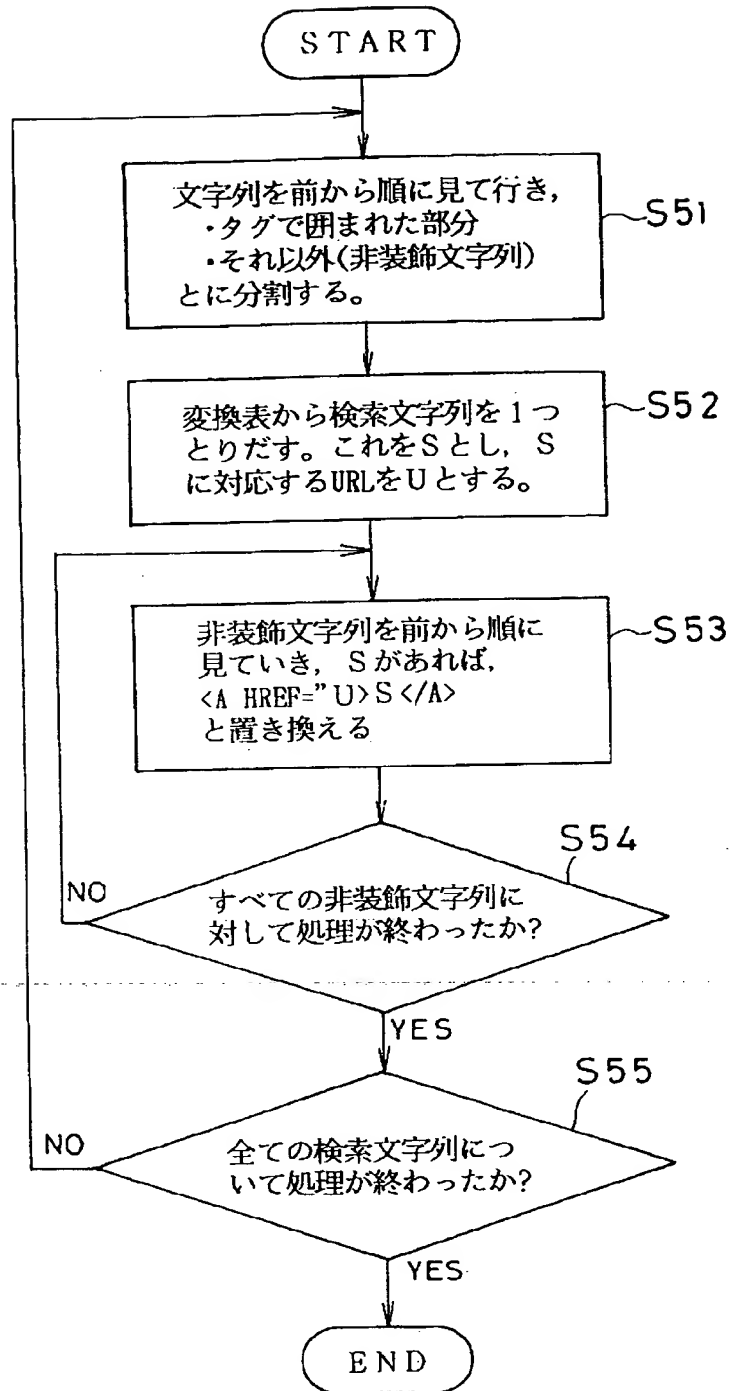 START
文字列を前から順に見て行き,
・タグで囲まれた部分
・それ以外(非装飾文字列)
とに分割する。
S51
変換表から検索文字列を1つ
とりだす。これをSとし, S
に対応するURLをUとする。
S52
非装飾文字列を前から順に
見ていき, Sがあれば,
<A HREF="U>S</A>
と置き換える
S53
S54
すべての非装飾文字列に
対して処理が終わったか?
NO
YES
S55
全ての検索文字列につ
いて処理が終わったか?
NO
YES
END